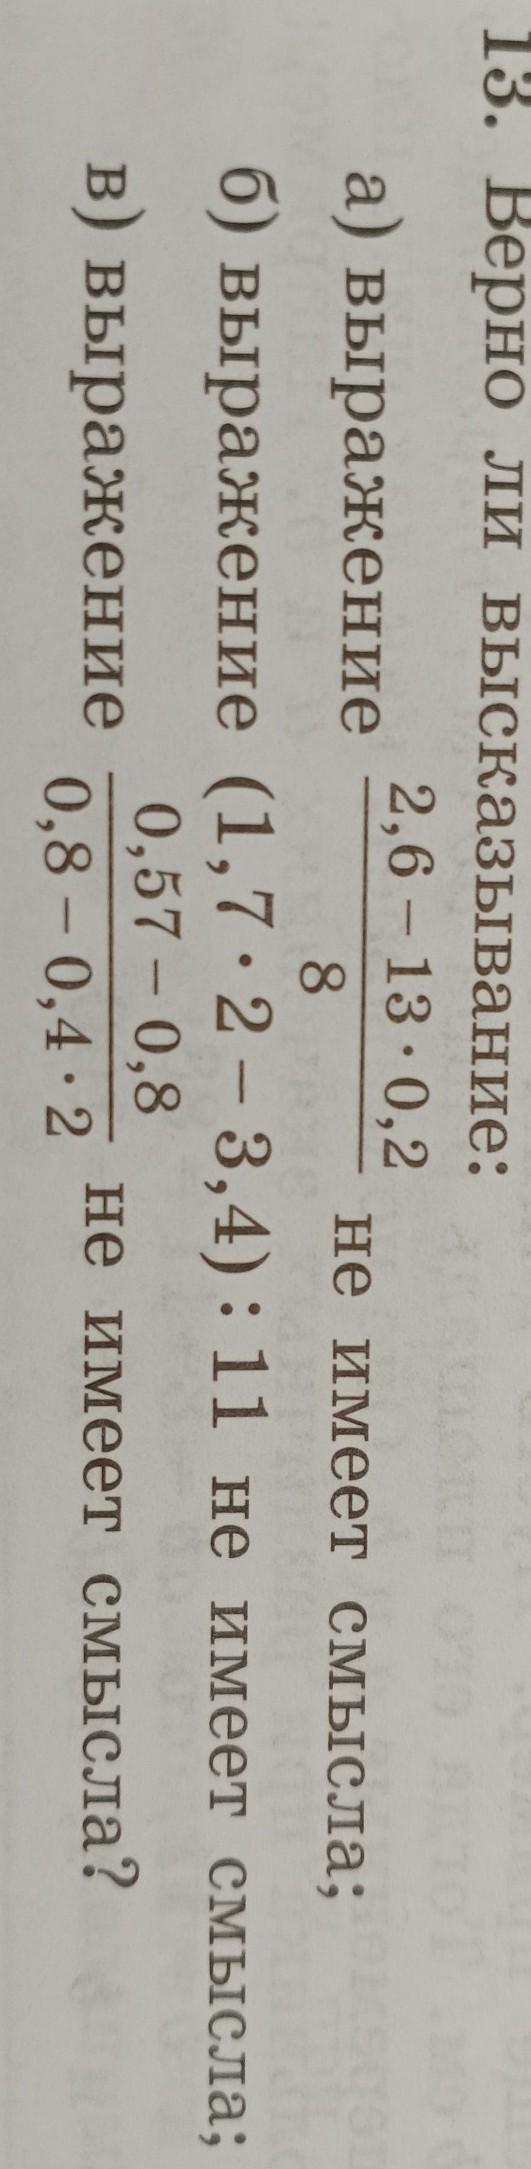 13. Верно ли высказывание:
а) выражение (2,6 – 13 · 0,2)/8 не имеет смысла;
б) выражение (1,7 · 2 – 3,4) : 11 не имеет смысла;
в) выражение (0,57 – 0,8)/(0,8 – 0,4 · 2) не имеет смысла?